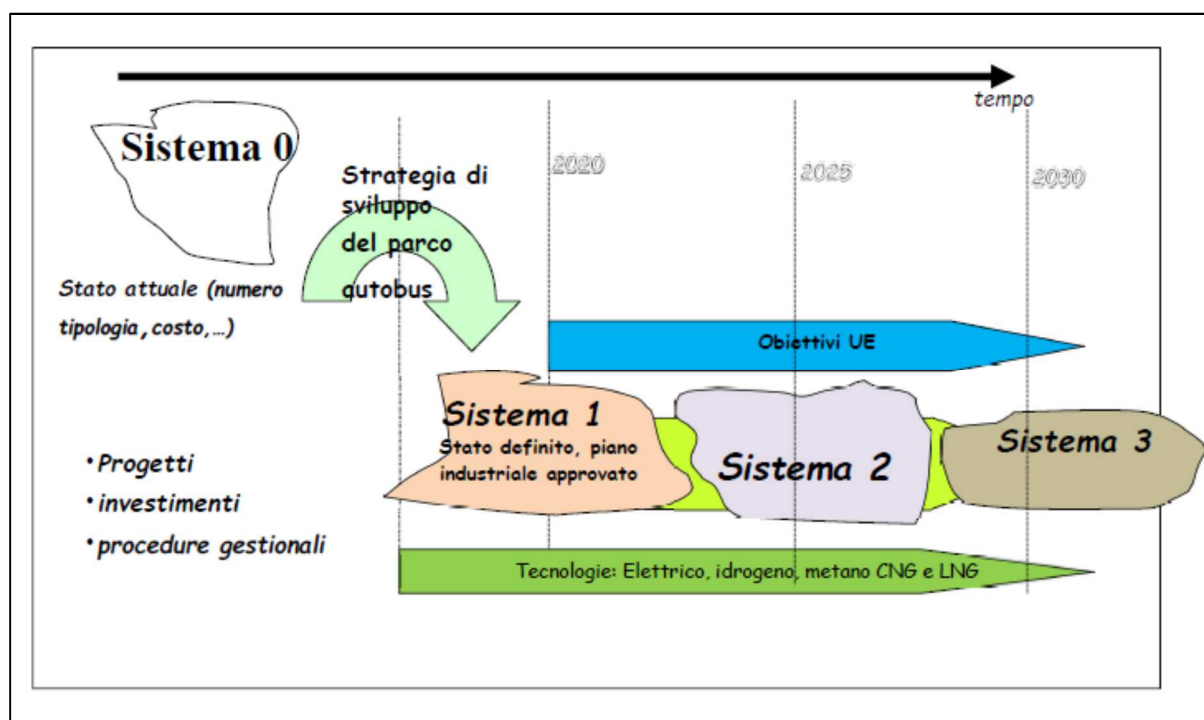 tempo
Sistema 0
2020
2025
2030
Strategia di
sviluppo
del parco
autobus
Stato attuale (numero
tipologia, costo,...)
Obiettivi UE
Sistema 1
Stato definito, piano
industriale approvato
Sistema 2
Sistema 3
• Progetti
• investimenti
• procedure gestionali
Tecnologie: Elettrico, idrogeno, metano CNG e LNG